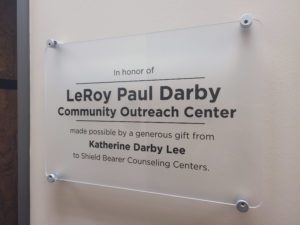 In honor of
LeRoy Paul Darby
Community Outreach Center
made possible by a generous gift from
Katherine Darby Lee
to Shield Bearer Counseling Centers.